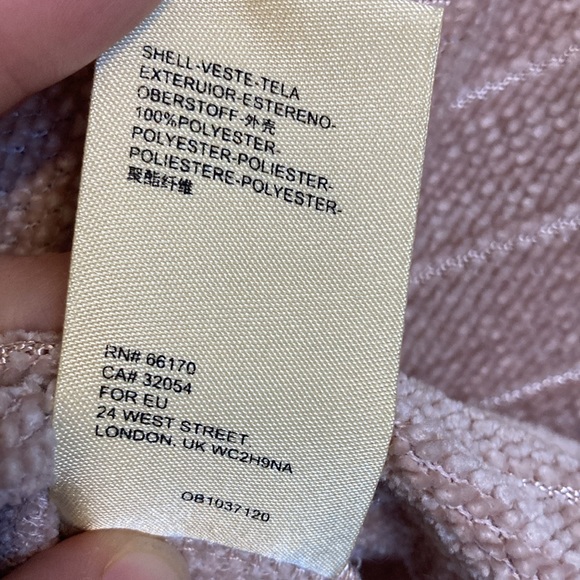 SHELL-VESTE-TELA
EXTERUIOR-ESTERENO-
OBERSTOFF-外壳
100%POLYESTER-
POLYESTER-POLIESTER-
POLIESTERE-POLYESTER-
聚酯纤维
RN# 66170
CA# 32054
FOR EU
24 WEST STREET
LONDON. UK WC2H9NA
OB1037120